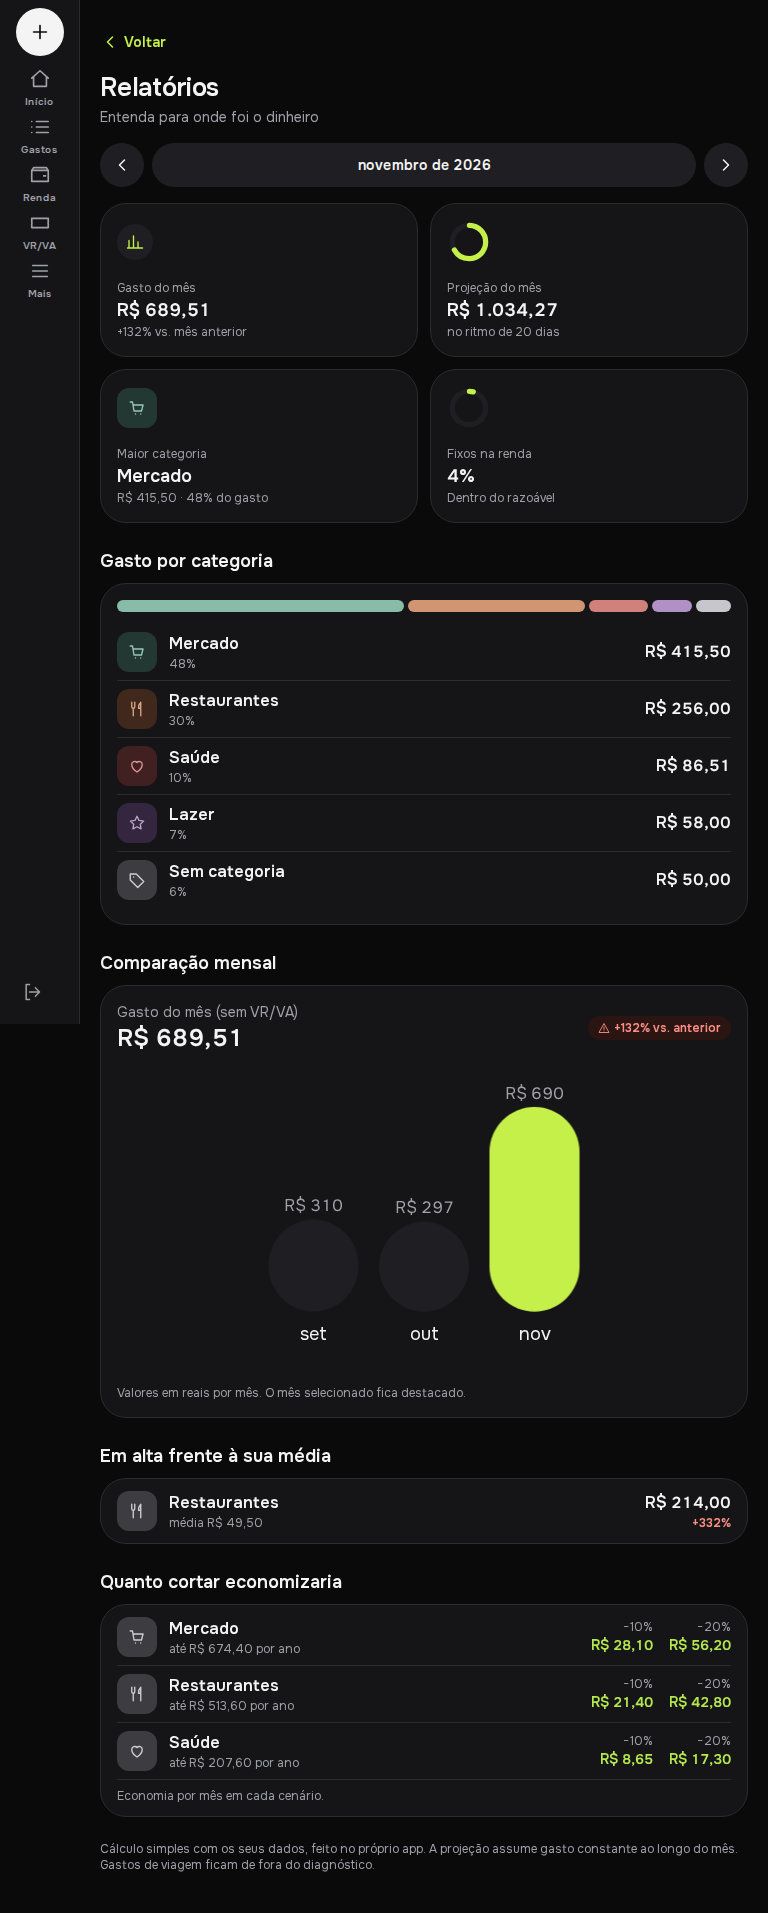 Início
Gastos
Renda
VR/VA
Mais
Voltar
Relatórios
Entenda para onde foi o dinheiro
novembro de 2026
Gasto do mês
R$ 689,51
+132% vs. mês anterior
Projeção do mês
R$ 1.034,27
no ritmo de 20 dias
Maior categoria
Mercado
R$ 415,50 · 48% do gasto
Fixos na renda
4%
Dentro do razoável
Gasto por categoria
Mercado
48%
R$ 415,50
Restaurantes
30%
R$ 256,00
Saúde
10%
R$ 86,51
Lazer
7%
R$ 58,00
Sem categoria
6%
R$ 50,00
Comparação mensal
Gasto do mês (sem VR/VA)
R$ 689,51
+132% vs. anterior
R$ 690
R$ 310
R$ 297
set
out
nov
Valores em reais por mês. O mês selecionado fica destacado.
Em alta frente à sua média
Restaurantes
média R$ 49,50
R$ 214,00
+332%
Quanto cortar economizaria
Mercado
até R$ 674,40 por ano
-10%
R$ 28,10
-20%
R$ 56,20
Restaurantes
até R$ 513,60 por ano
-10%
R$ 21,40
-20%
R$ 42,80
Saúde
até R$ 207,60 por ano
-10%
R$ 8,65
-20%
R$ 17,30
Economia por mês em cada cenário.
Cálculo simples com os seus dados, feito no próprio app. A projeção assume gasto constante ao longo do mês.
Gastos de viagem ficam de fora do diagnóstico.